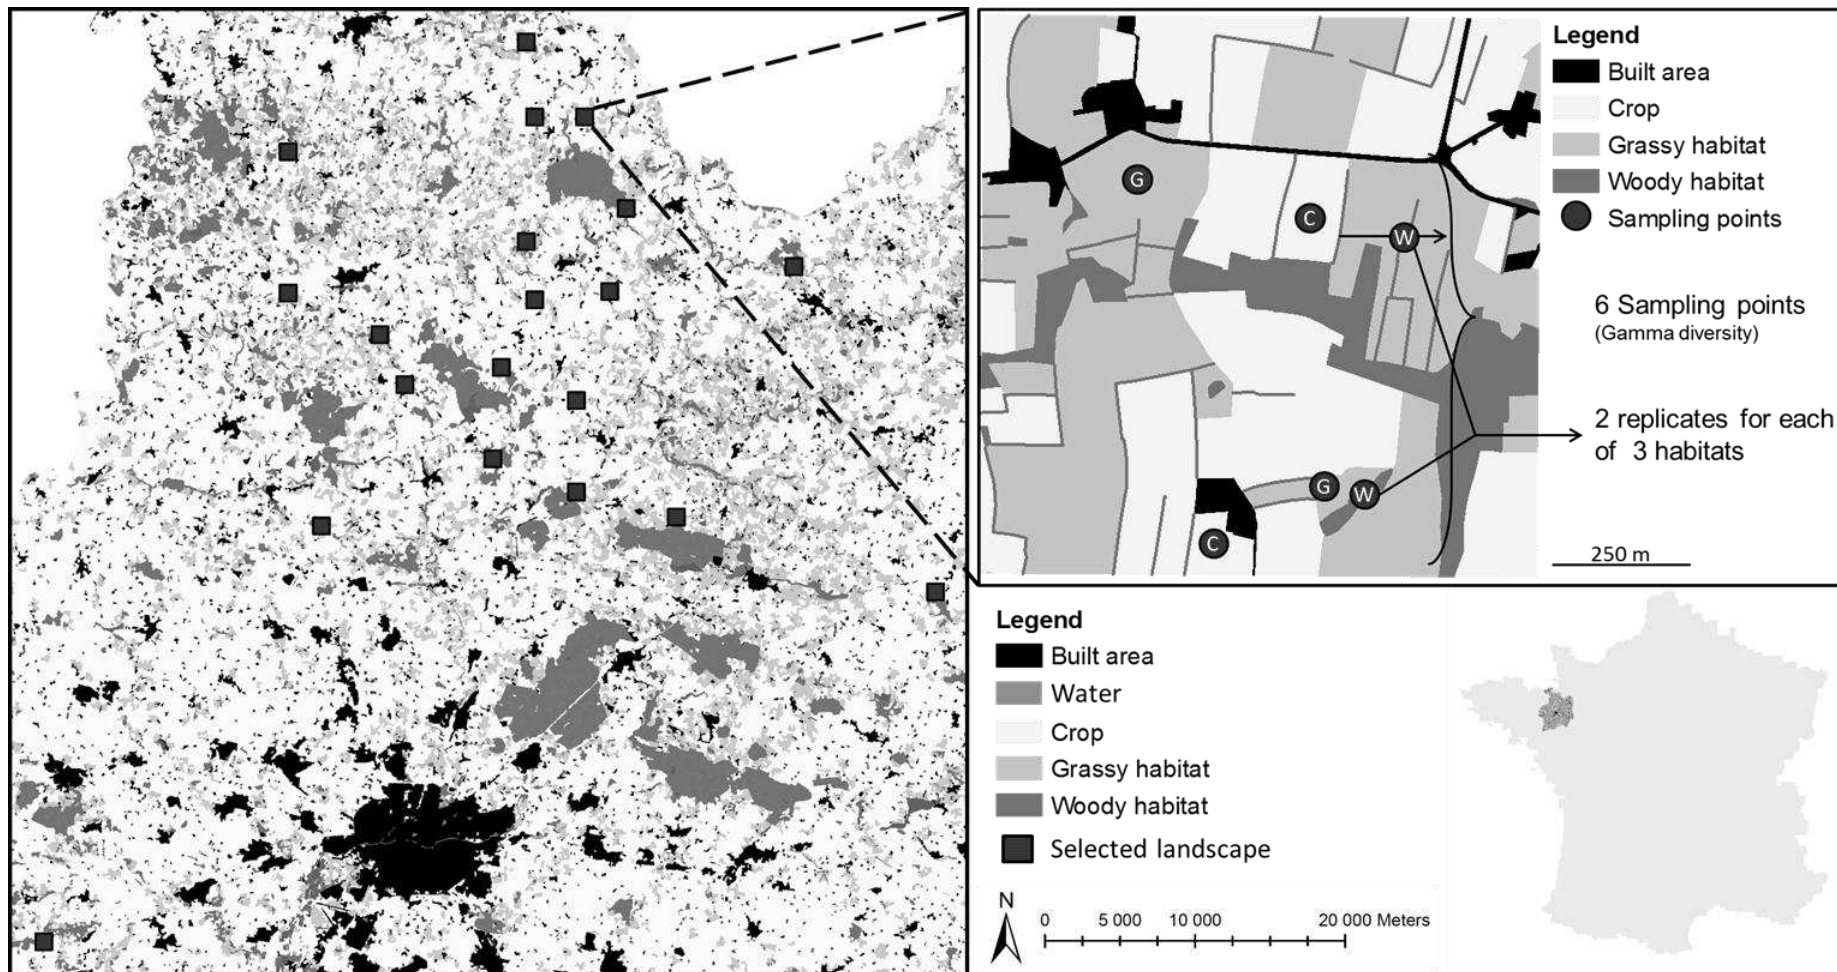 Legend
Built area
Crop
Grassy habitat
Woody habitat
Sampling points
G
C
W
G
W
C
6 Sampling points
(Gamma diversity)
2 replicates for each
of 3 habitats
250 m
Legend
Built area
Water
Crop
Grassy habitat
Woody habitat
Selected landscape
N
0 5 000 10 000 20 000 Meters